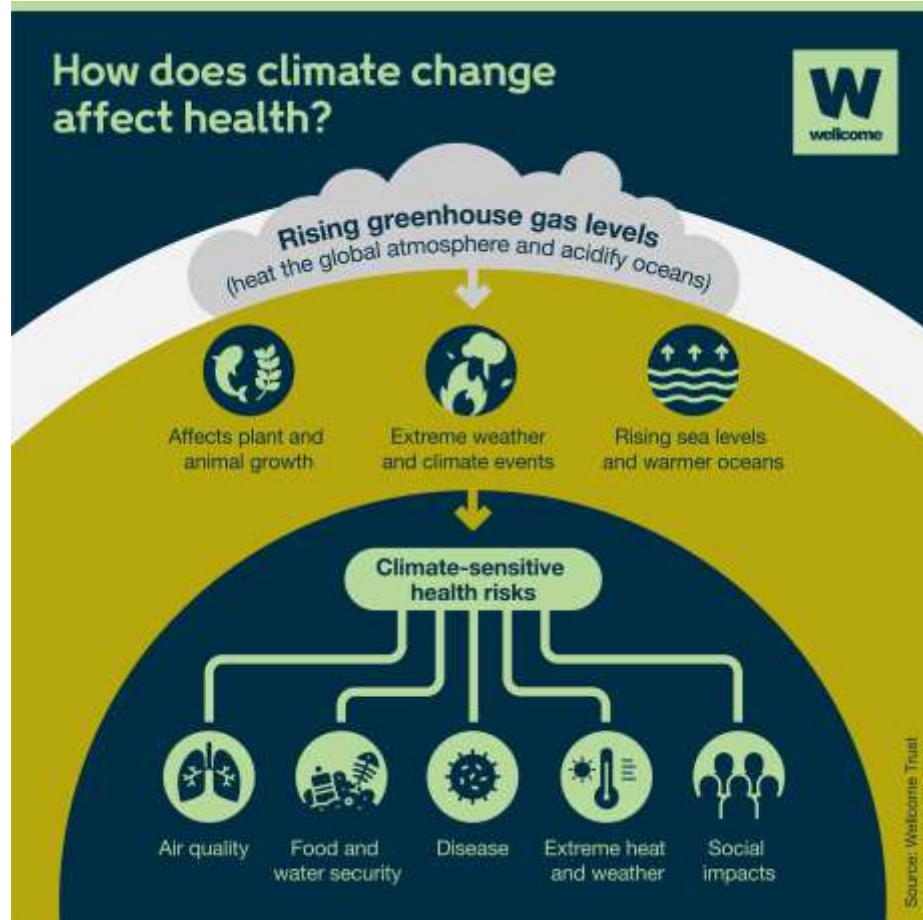 How does climate change
affect health?
W
wellcome
Rising greenhouse gas levels
(heat the global atmosphere and acidify oceans)
Affects plant and
animal growth
Extreme weather
and climate events
Rising sea levels
and warmer oceans
Climate-sensitive
health risks
Air quality
Food and
water security
Disease
Extreme heat
and weather
Social
impacts
Source: Wellcome Trust